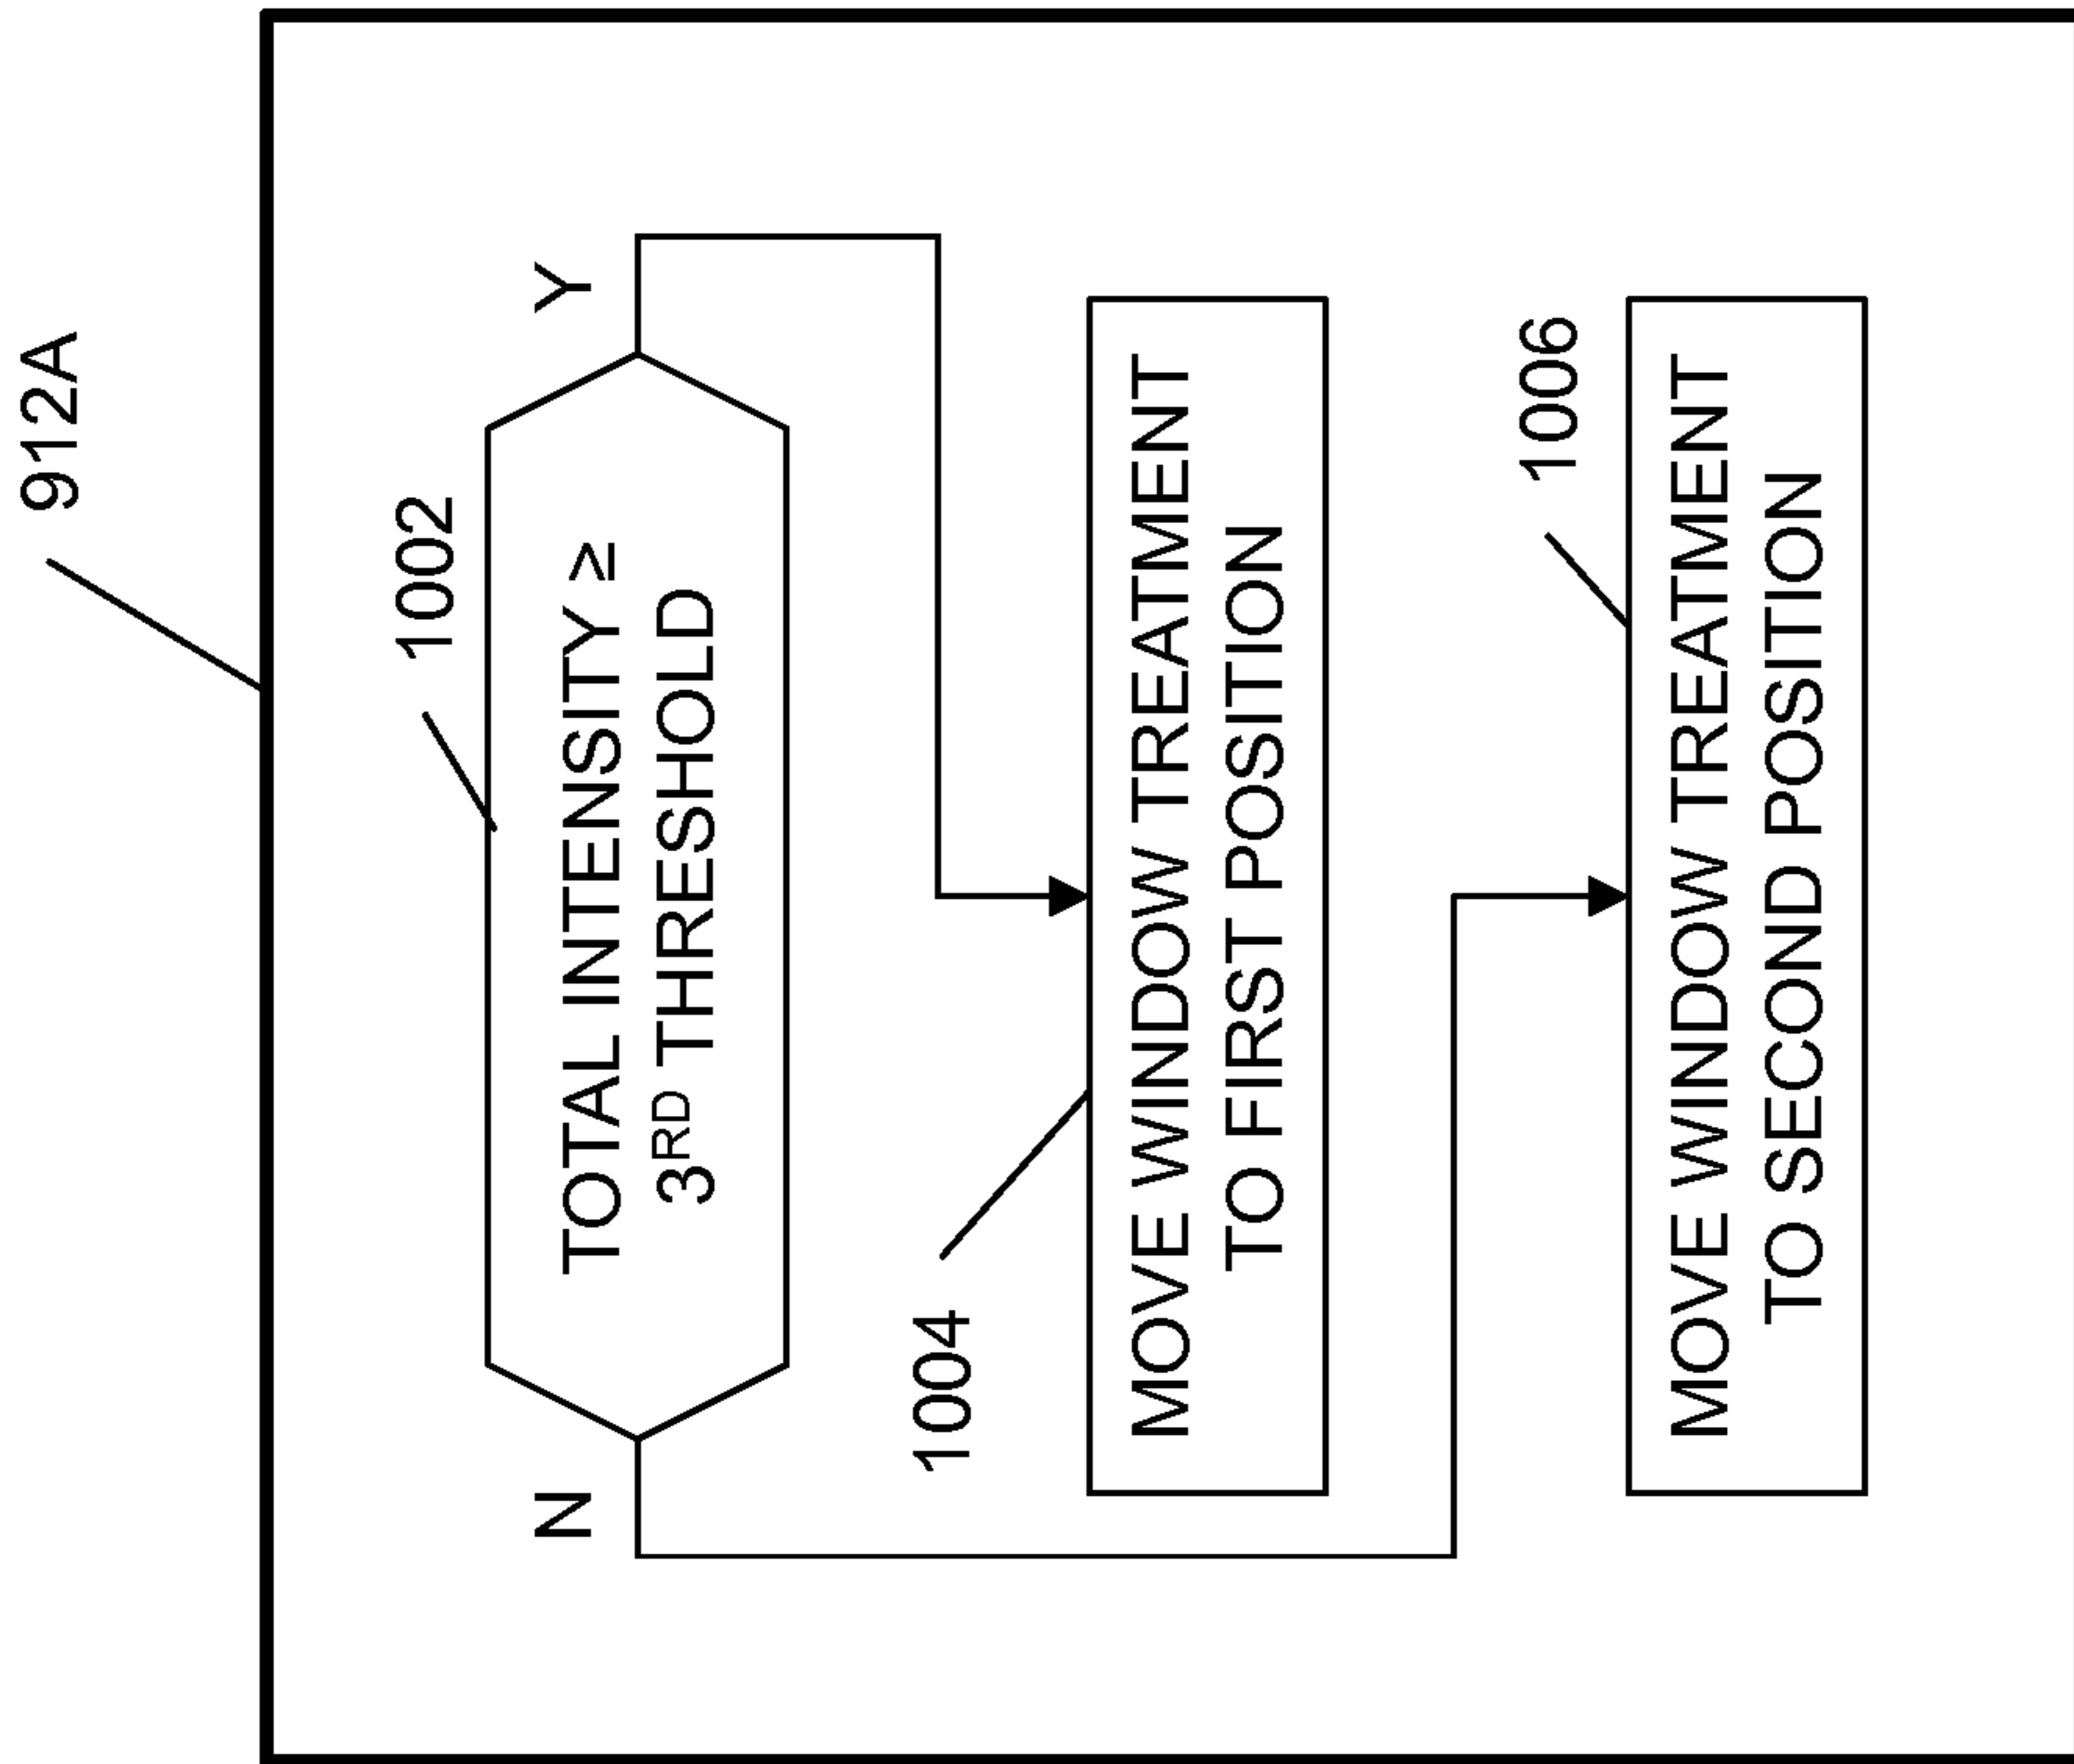 912A
1002
N
TOTAL INTENSITY ≥
3RD THRESHOLD
Y
1004
MOVE WINDOW TREATMENT
TO FIRST POSITION
1006
MOVE WINDOW TREATMENT
TO SECOND POSITION